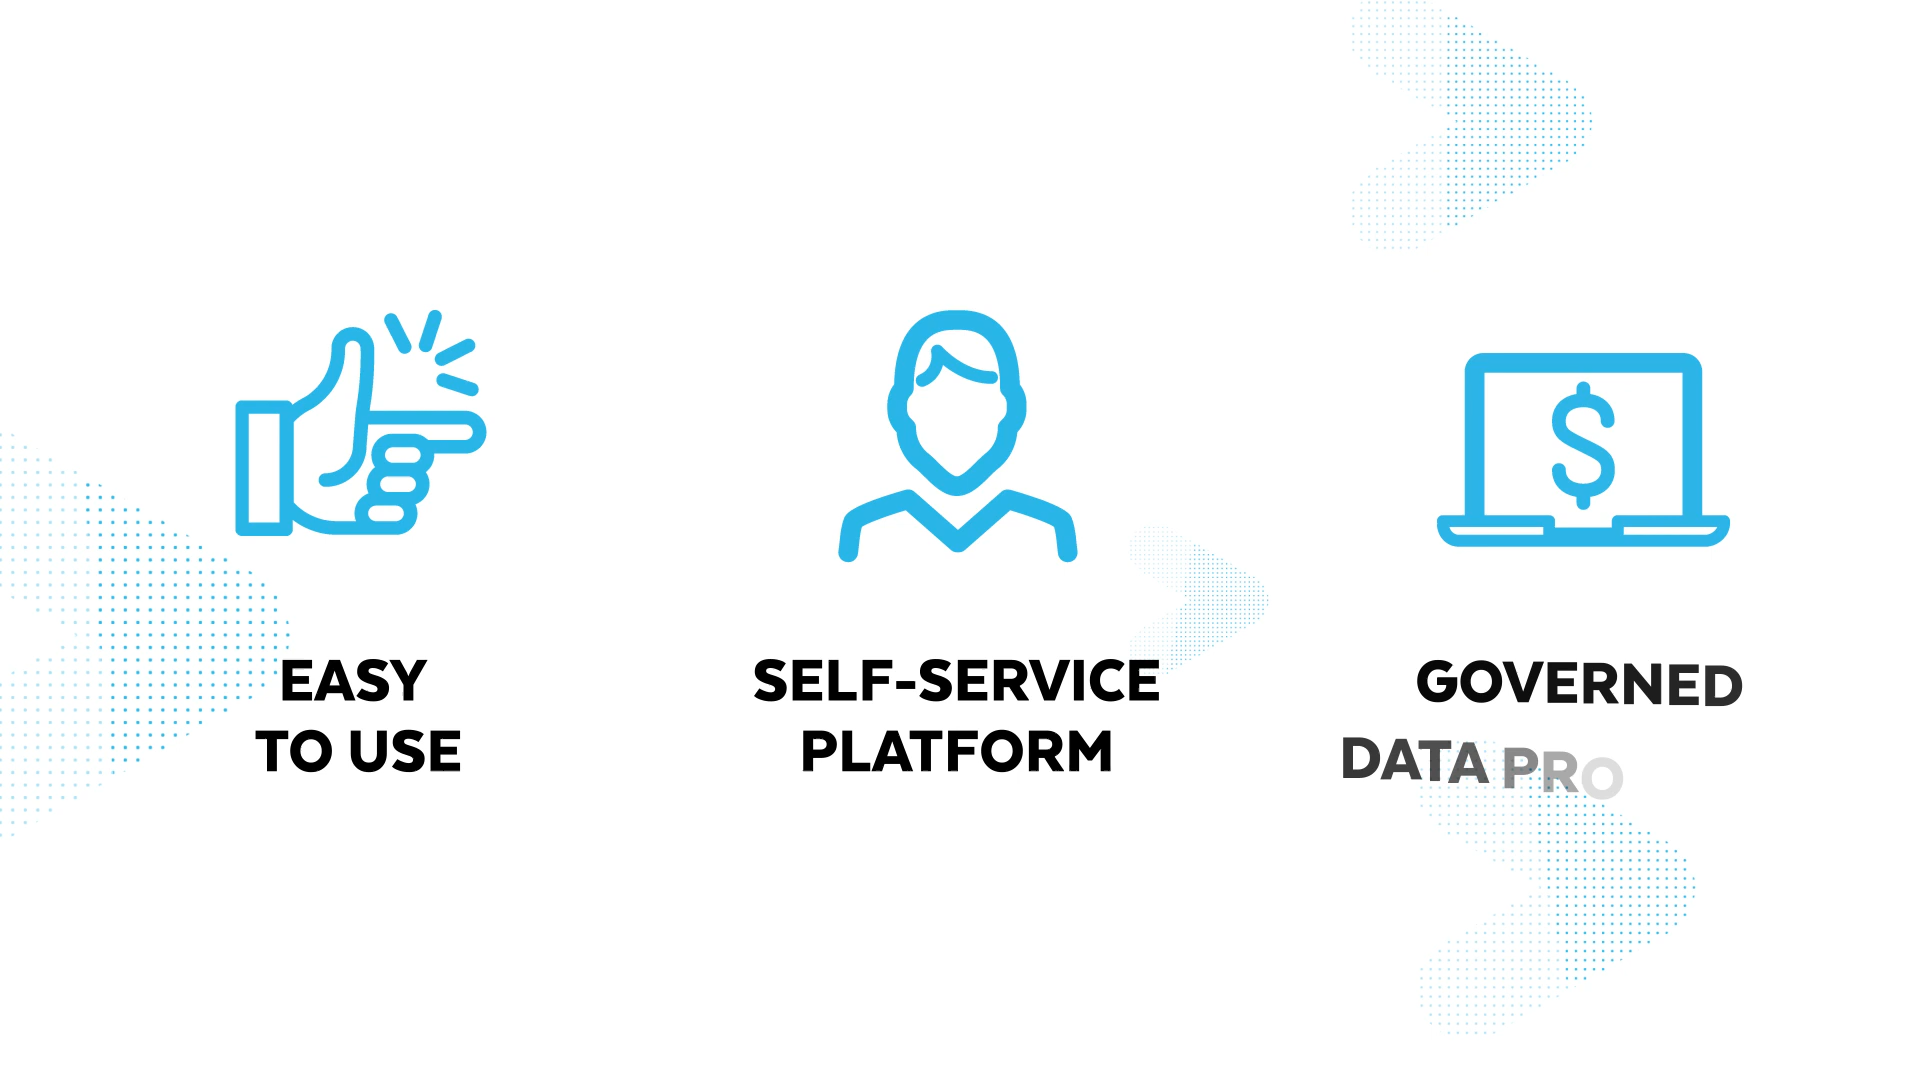 EASY
TO USE
SELF-SERVICE
PLATFORM
GOVERNED
DATA PRO